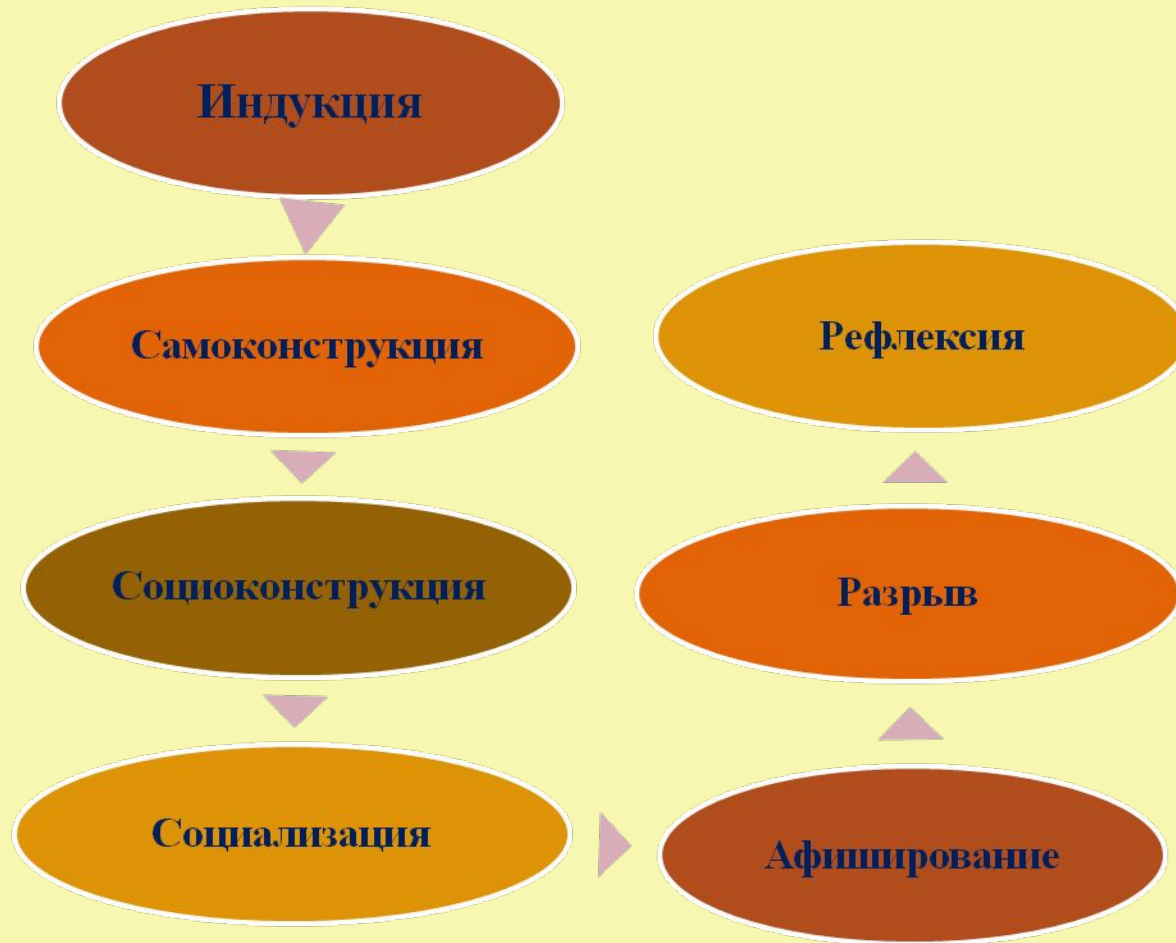 Индукция
Самоконструкция
Социоконструкция
Социализация
Афиширование
Разрыв
Рефлексия